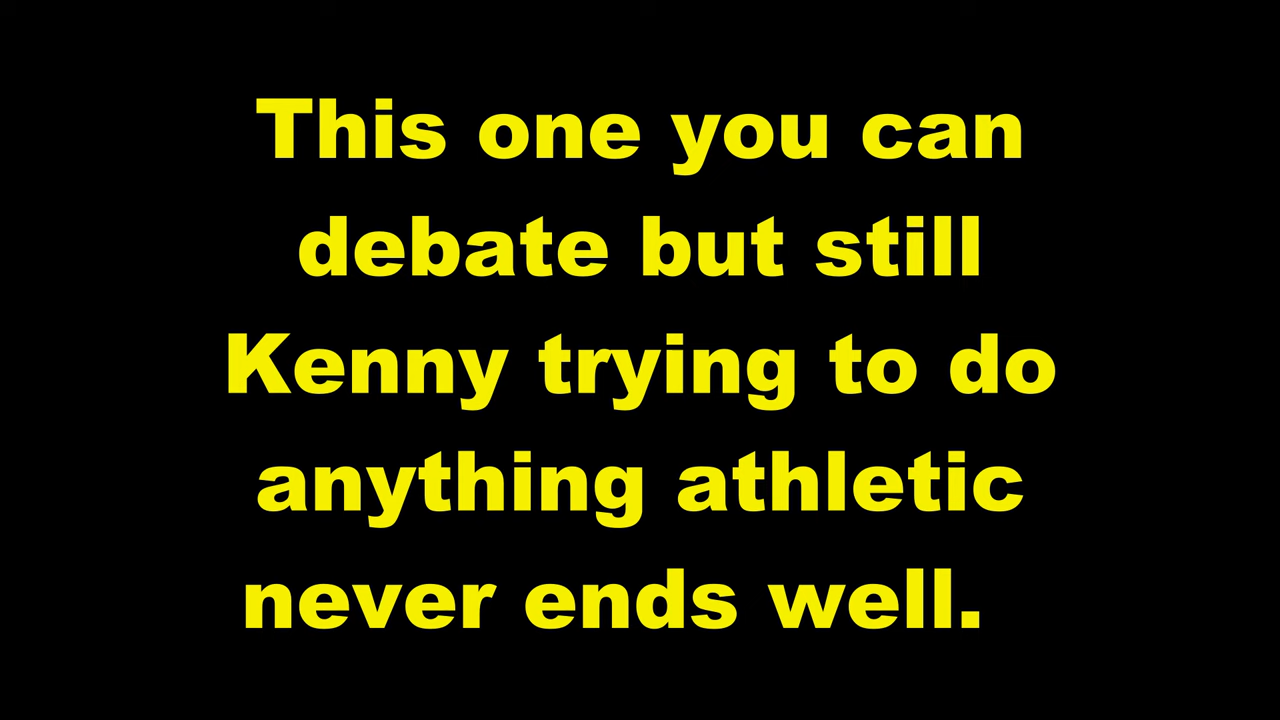 This one you can
debate but still
Kenny trying to do
anything athletic
never ends well.